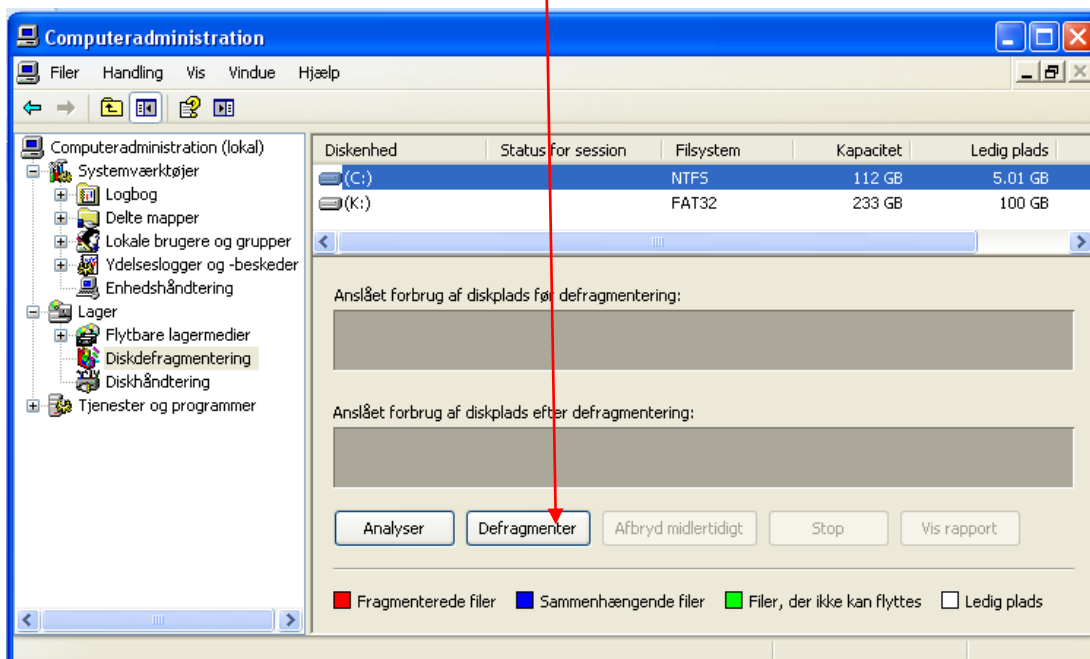 Computeradministration
Filer Handling Vis Vindue Hjælp
Computeradministration (lokal)
Systemværktøjer
Logbog
Delte mapper
Lokale brugere og grupper
Ydelseslogger og -beskeder
Enhedshåndtering
Lager
Flytbare lagermedier
Diskdefragmentering
Diskhåndtering
Tjenester og programmer
Diskenhed Status for session Filsystem Kapacitet Ledig plads
(C:) NTFS 112 GB 5.01 GB
(K:) FAT32 233 GB 100 GB
Anslået forbrug af diskplads før defragmentering:
Anslået forbrug af diskplads efter defragmentering:
Analyser Defragmenter Afbryd midlertidigt Stop Vis rapport
Fragmenterede filer Sammenhængende filer Filer, der ikke kan flyttes Ledig plads